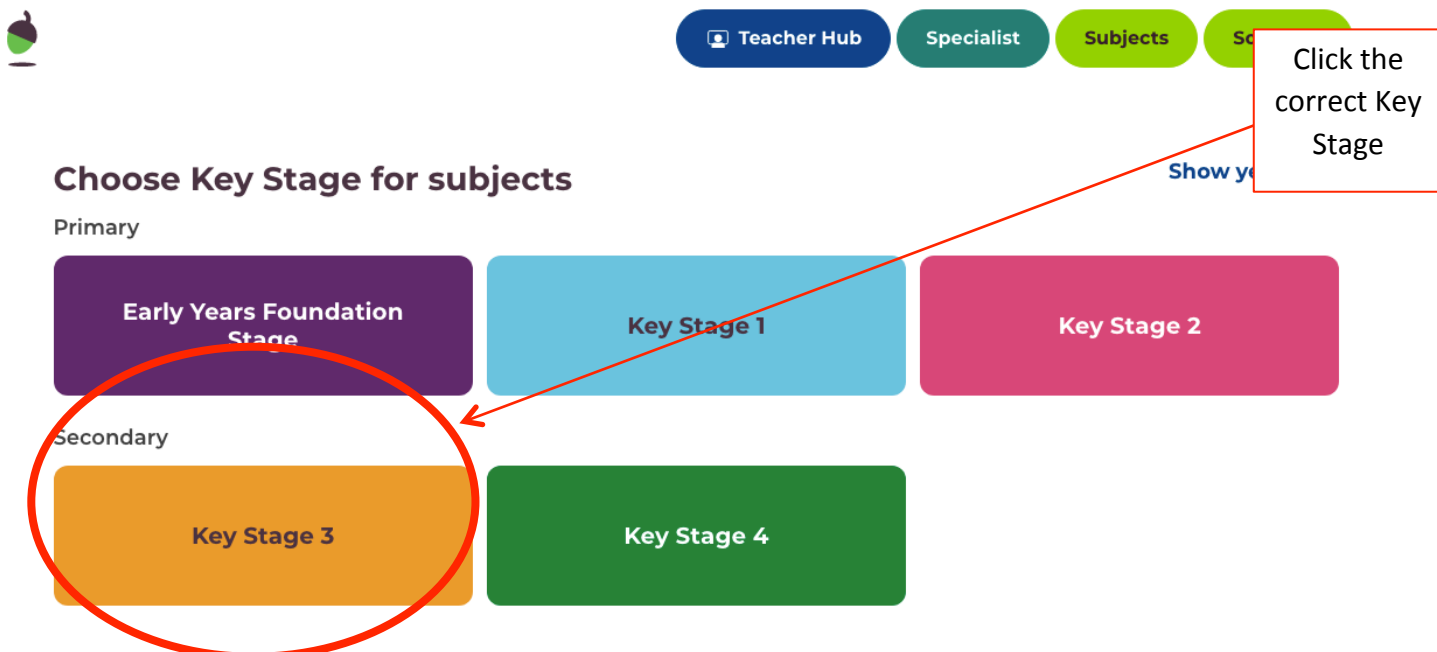 Teacher Hub
Specialist
Subjects
Click the
correct Key
Stage
Choose Key Stage for subjects
Show
Primary
Early Years Foundation
Stage
Key Stage 1
Key Stage 2
Secondary
Key Stage 3
Key Stage 4